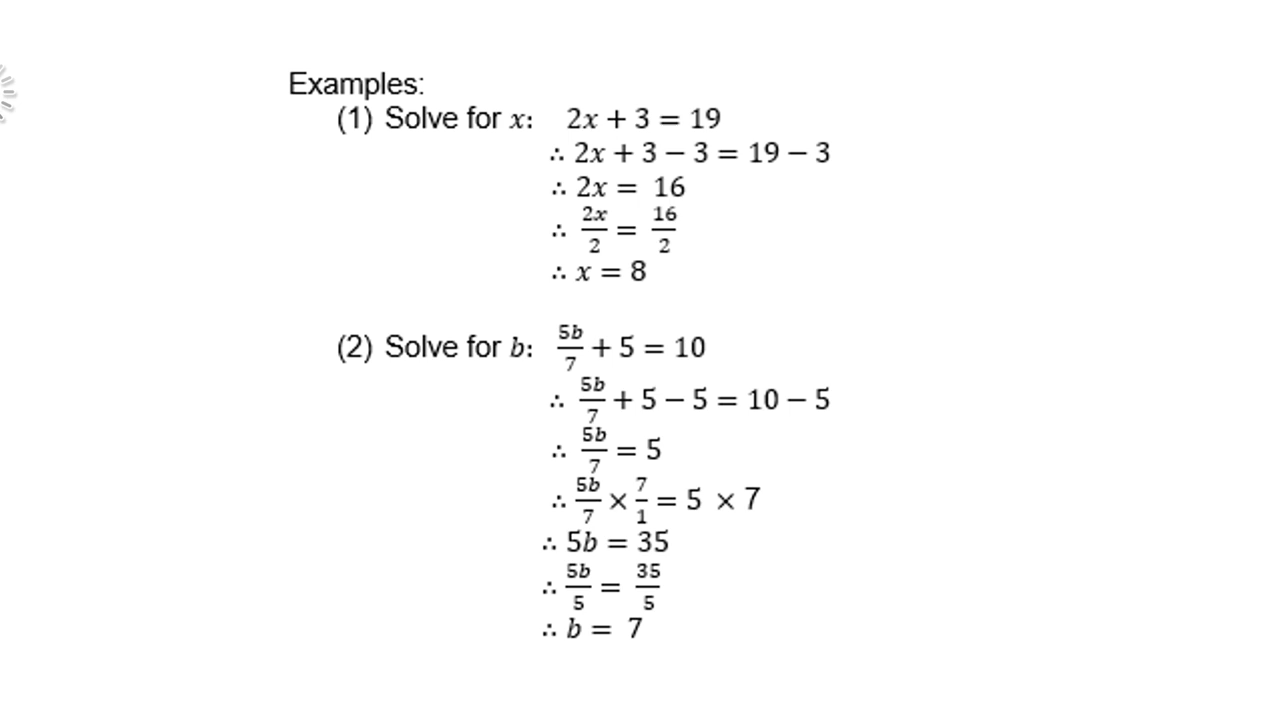 Examples:
(1) Solve for x: 2x + 3 = 19
∴ 2x + 3 − 3 = 19 − 3
∴ 2x = 16
∴ 2x/2 = 16/2
∴ x = 8
(2) Solve for b: 5b/7 + 5 = 10
∴ 5b/7 + 5 − 5 = 10 − 5
∴ 5b/7 = 5
∴ 5b/7 × 7/1 = 5 × 7
∴ 5b = 35
∴ 5b/5 = 35/5
∴ b = 7